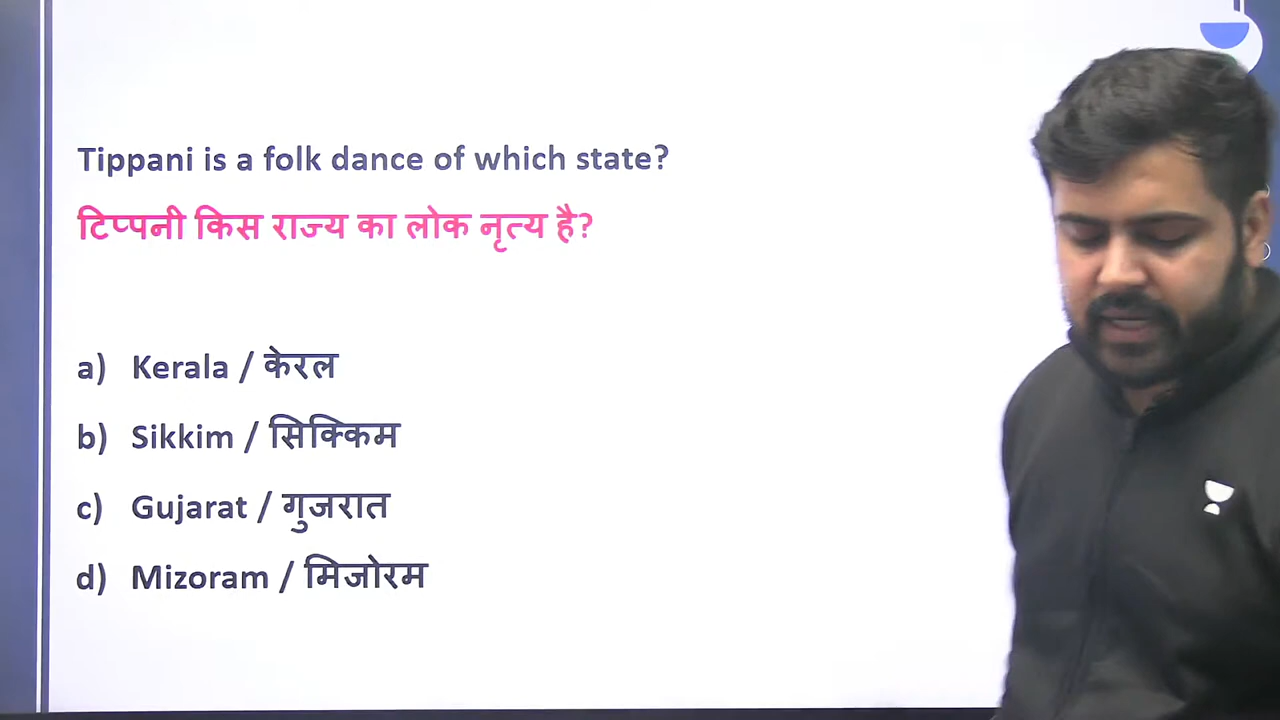 Tippani is a folk dance of which state?
टिप्पनी किस राज्य का लोक नृत्य है?
a) Kerala / केरल
b) Sikkim / सिक्किम
c) Gujarat / गुजरात
d) Mizoram / मिजोरम